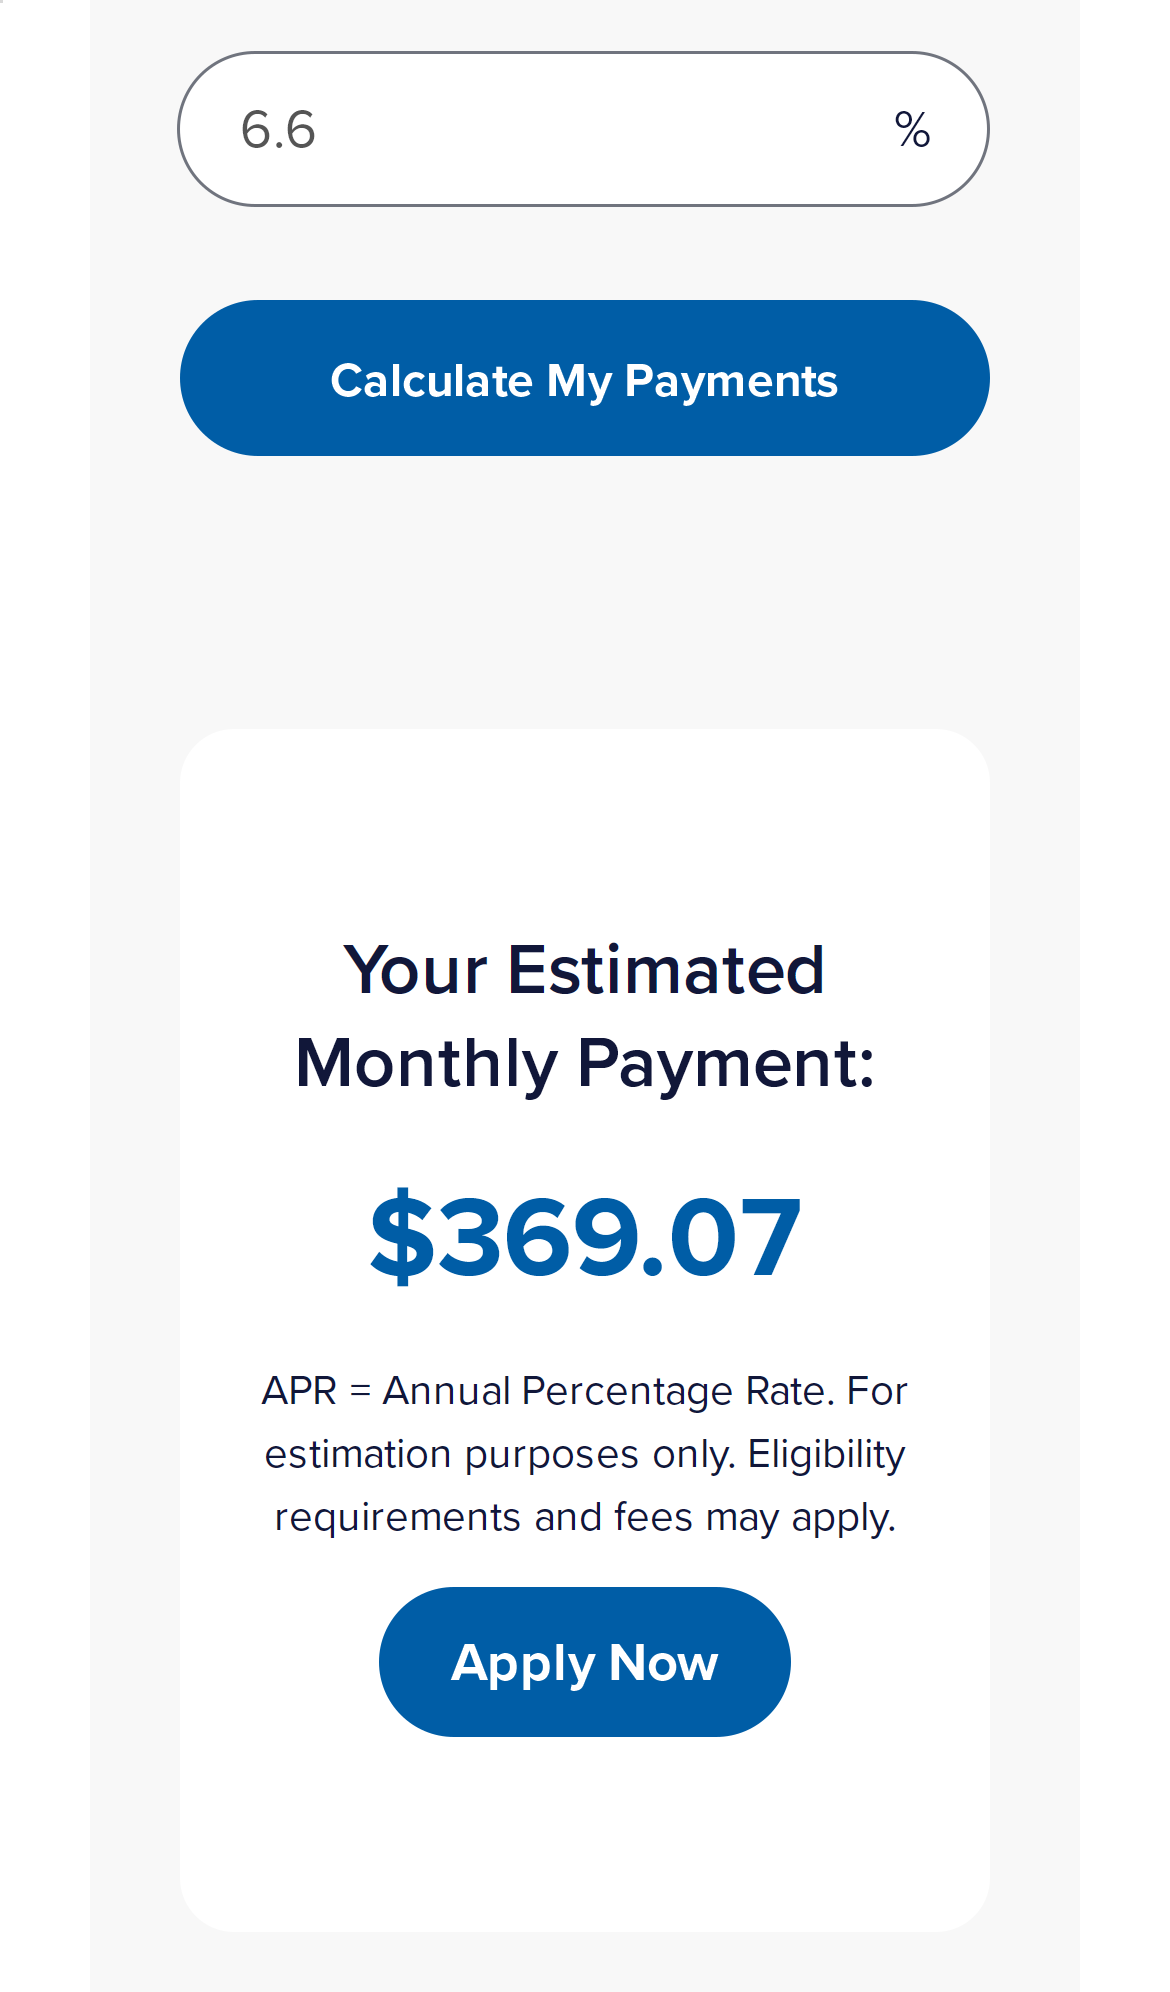 6.6 %
Calculate My Payments
Your Estimated
Monthly Payment:
$369.07
APR = Annual Percentage Rate. For
estimation purposes only. Eligibility
requirements and fees may apply.
Apply Now